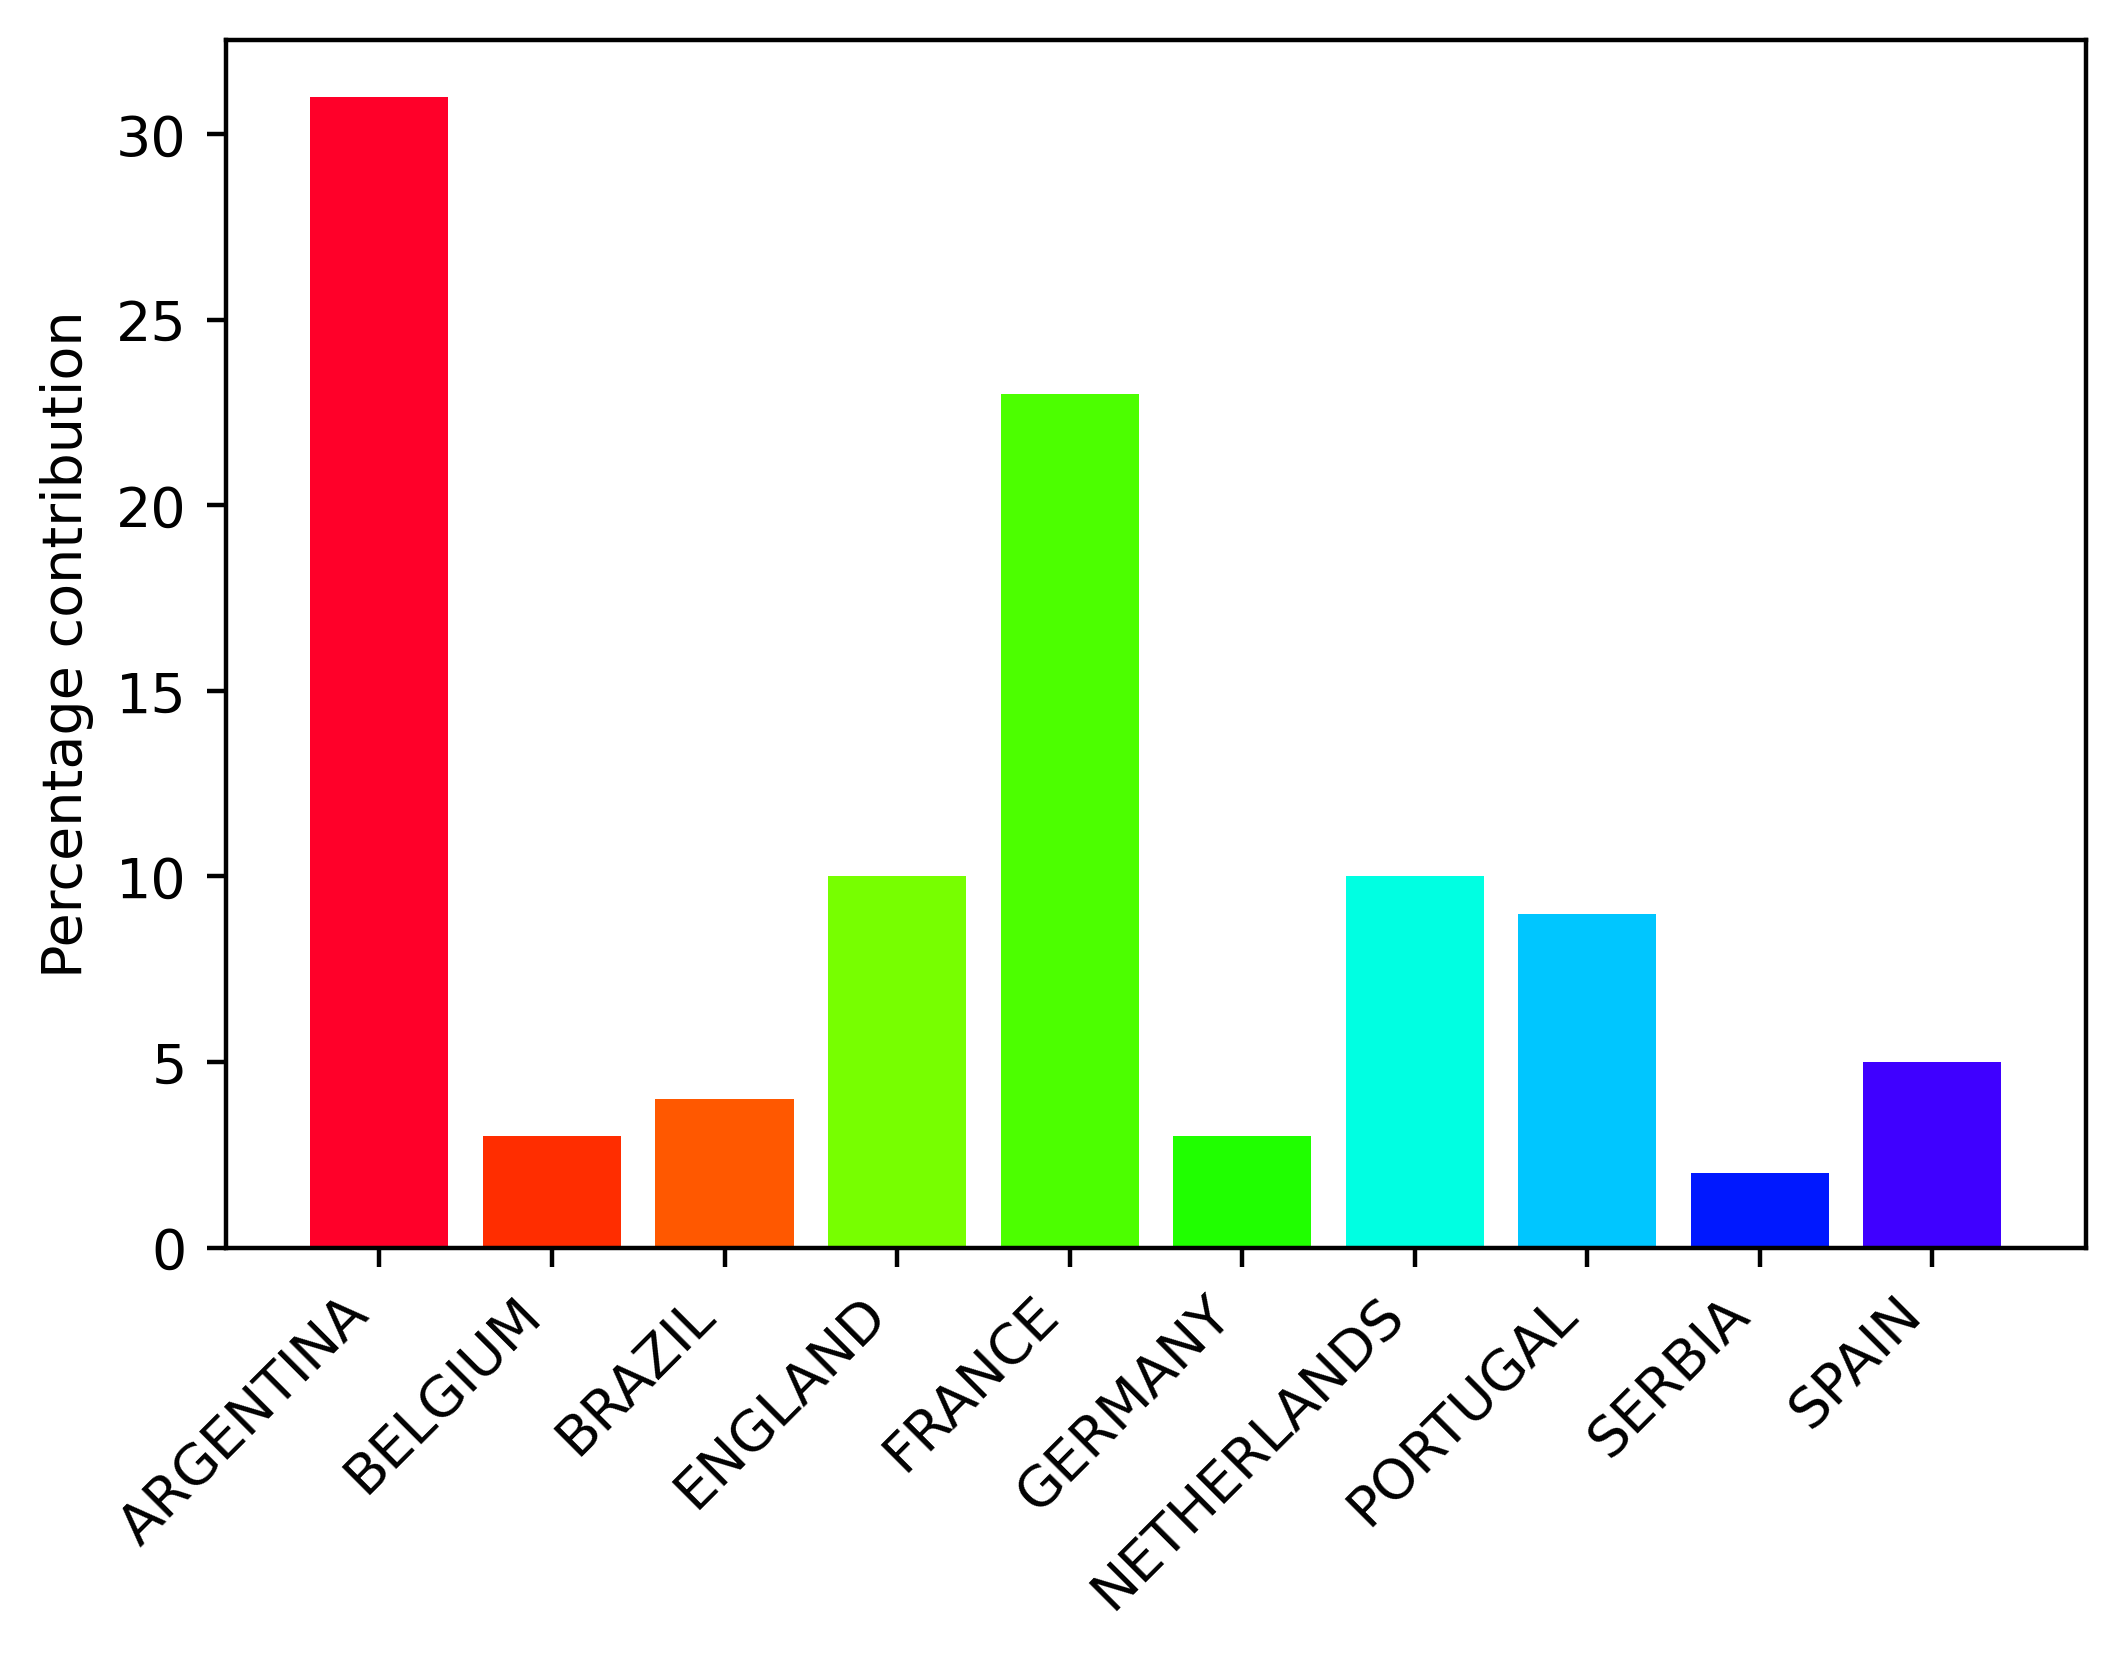 Percentage contribution
30
25
20
15
10
5
0
ARGENTINA
BELGIUM
BRAZIL
ENGLAND
FRANCE
GERMANY
NETHERLANDS
PORTUGAL
SERBIA
SPAIN